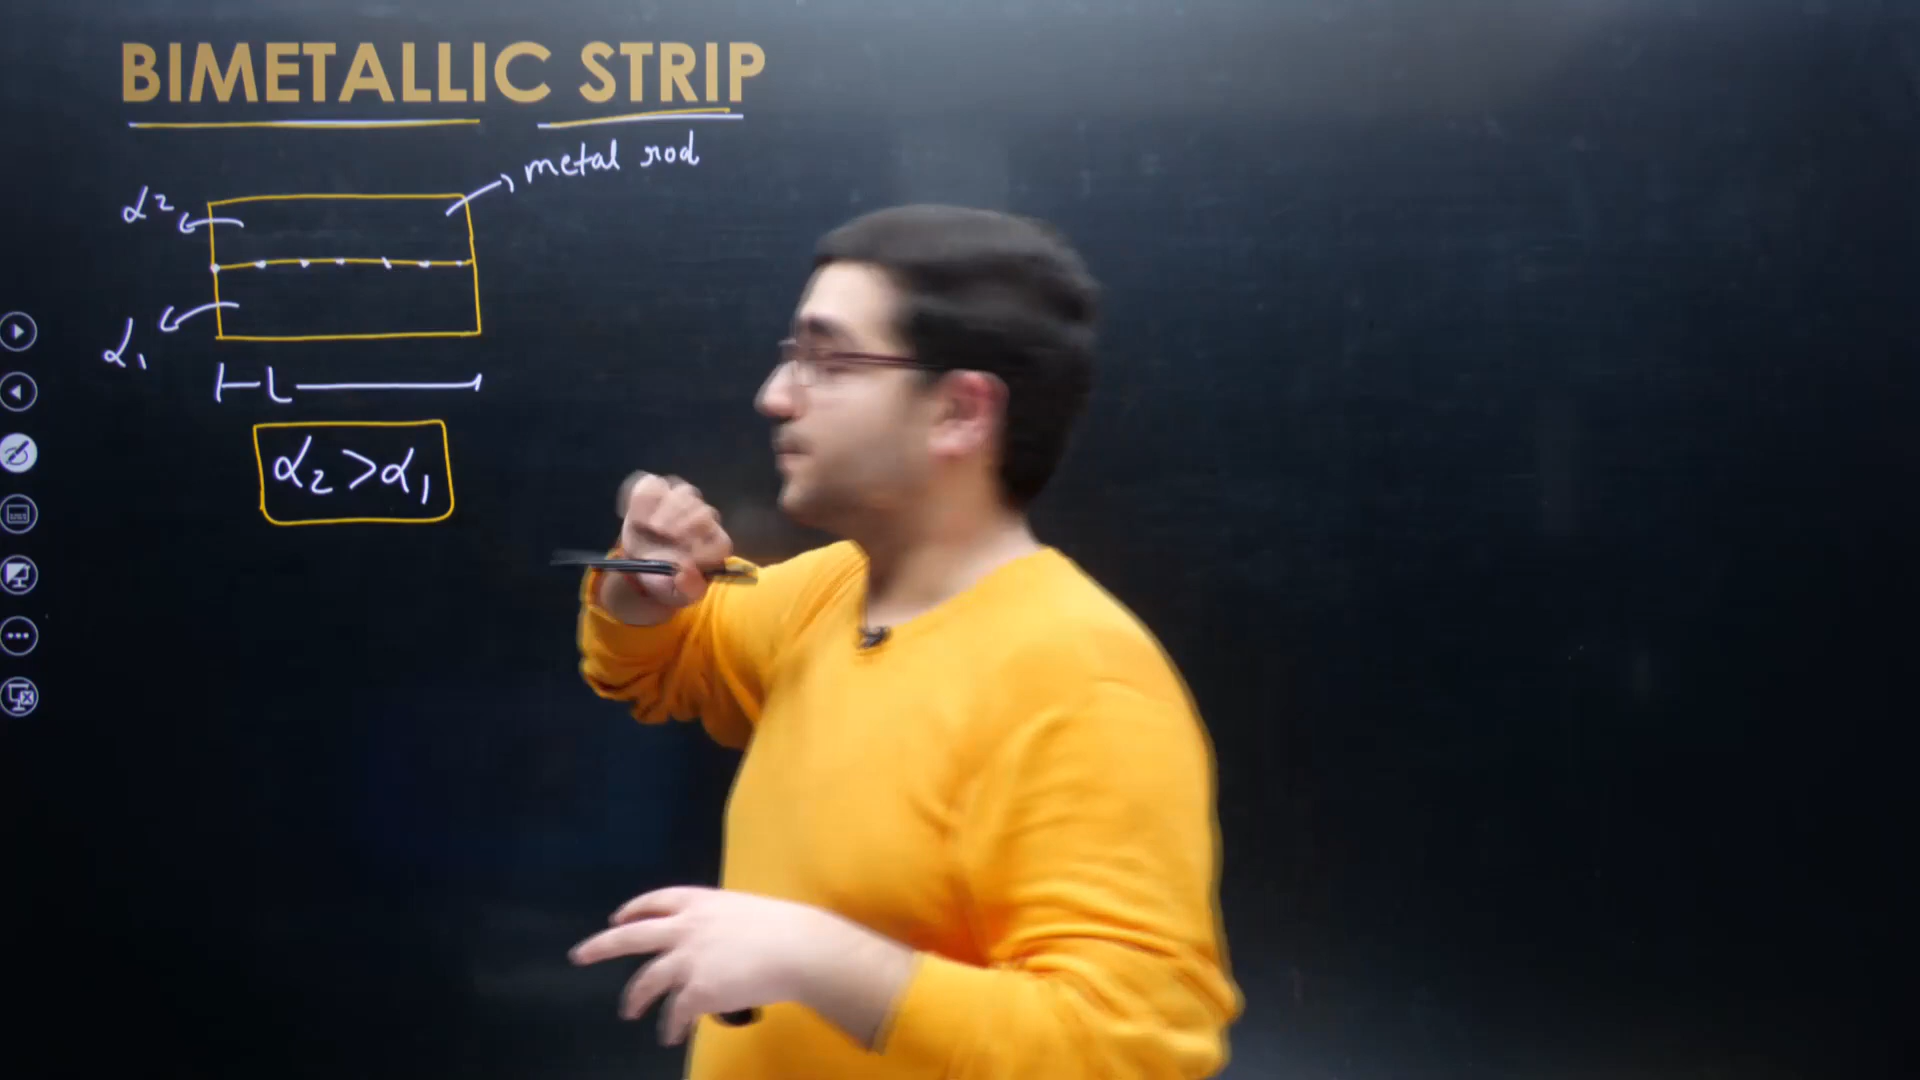 BIMETALLIC STRIP
metal rod
α2
α1
L
α2 > α1